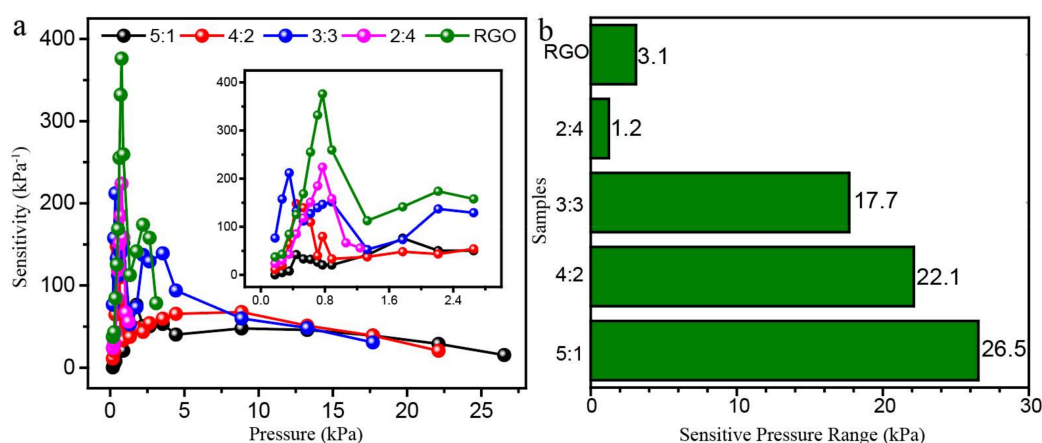 a
5:1 4:2 3:3 2:4 RGO
Sensitivity (kPa-1)
400
300
200
100
0
0 5 10 15 20 25
Pressure (kPa)
400
300
200
100
0
0.0 0.8 1.6 2.4
b
Samples
RGO 3.1
2:4 1.2
3:3 17.7
4:2 22.1
5:1 26.5
0 10 20 30
Sensitive Pressure Range (kPa)